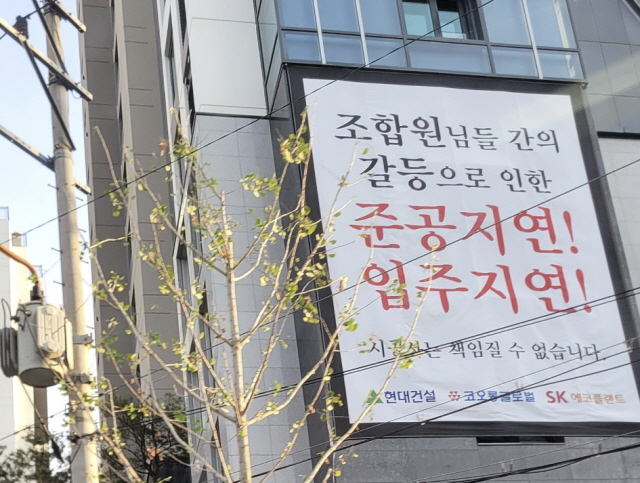 조합원님들 간의
갈등으로 인한
준공지연!
입주지연!
시공사는 책임질 수 없습니다.
현대건설 코오롱글로벌 SK 에코플랜트